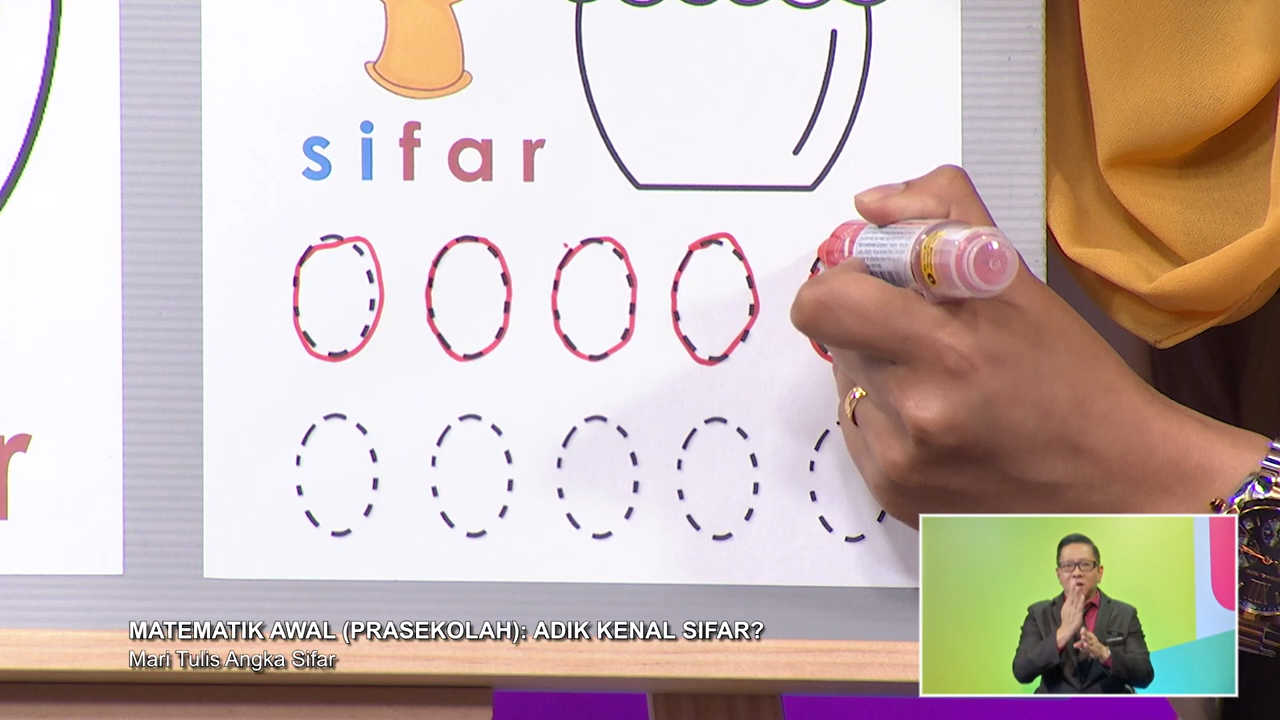 sifar
r
MATEMATIK AWAL (PRASEKOLAH): ADIK KENAL SIFAR?
Mari Tulis Angka Sifar